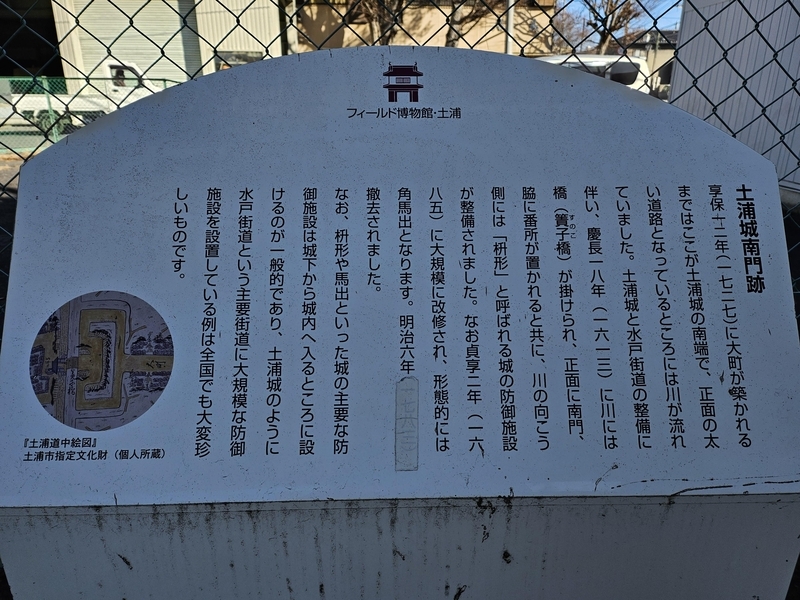 フィールド博物館・土浦
土浦城南門跡
享保十二年(一七二七)に大町が築かれる
まではここが土浦城の南端で、正面の太
い道路となっているところには川が流れ
ていました。土浦城と水戸街道の整備に
伴い、慶長一八年(一六一三)に川には
橋(簀子橋)が掛けられ、正面に南門、
すのこ
脇に番所が置かれると共に、川の向こう
側には「枡形」と呼ばれる城の防御施設
が整備されました。なお貞享二年(一六
八五)に大規模に改修され、形態的には
角馬出となります。明治六年
撤去されました。
なお、枡形や馬出といった城の主要な防
御施設は城下から城内へ入るところに設
けるのが一般的であり、土浦城のように
水戸街道という主要街道に大規模な防御
施設を設置している例は全国でも大変珍
しいものです。
『土浦道中絵図』
土浦市指定文化財(個人所蔵)